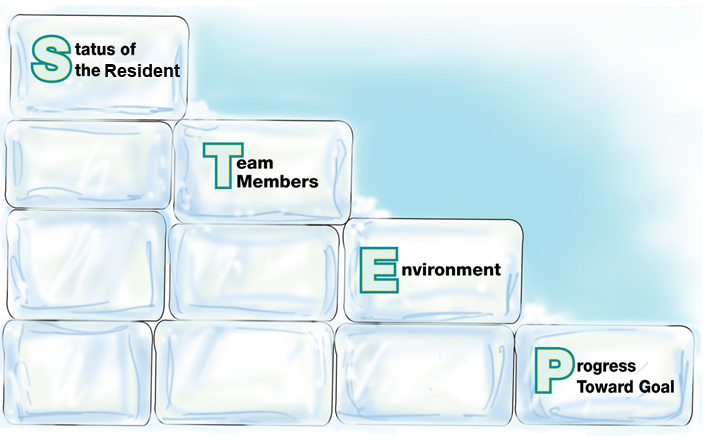 Status of
the Resident
Team
Members
Environment
Progress
Toward Goal